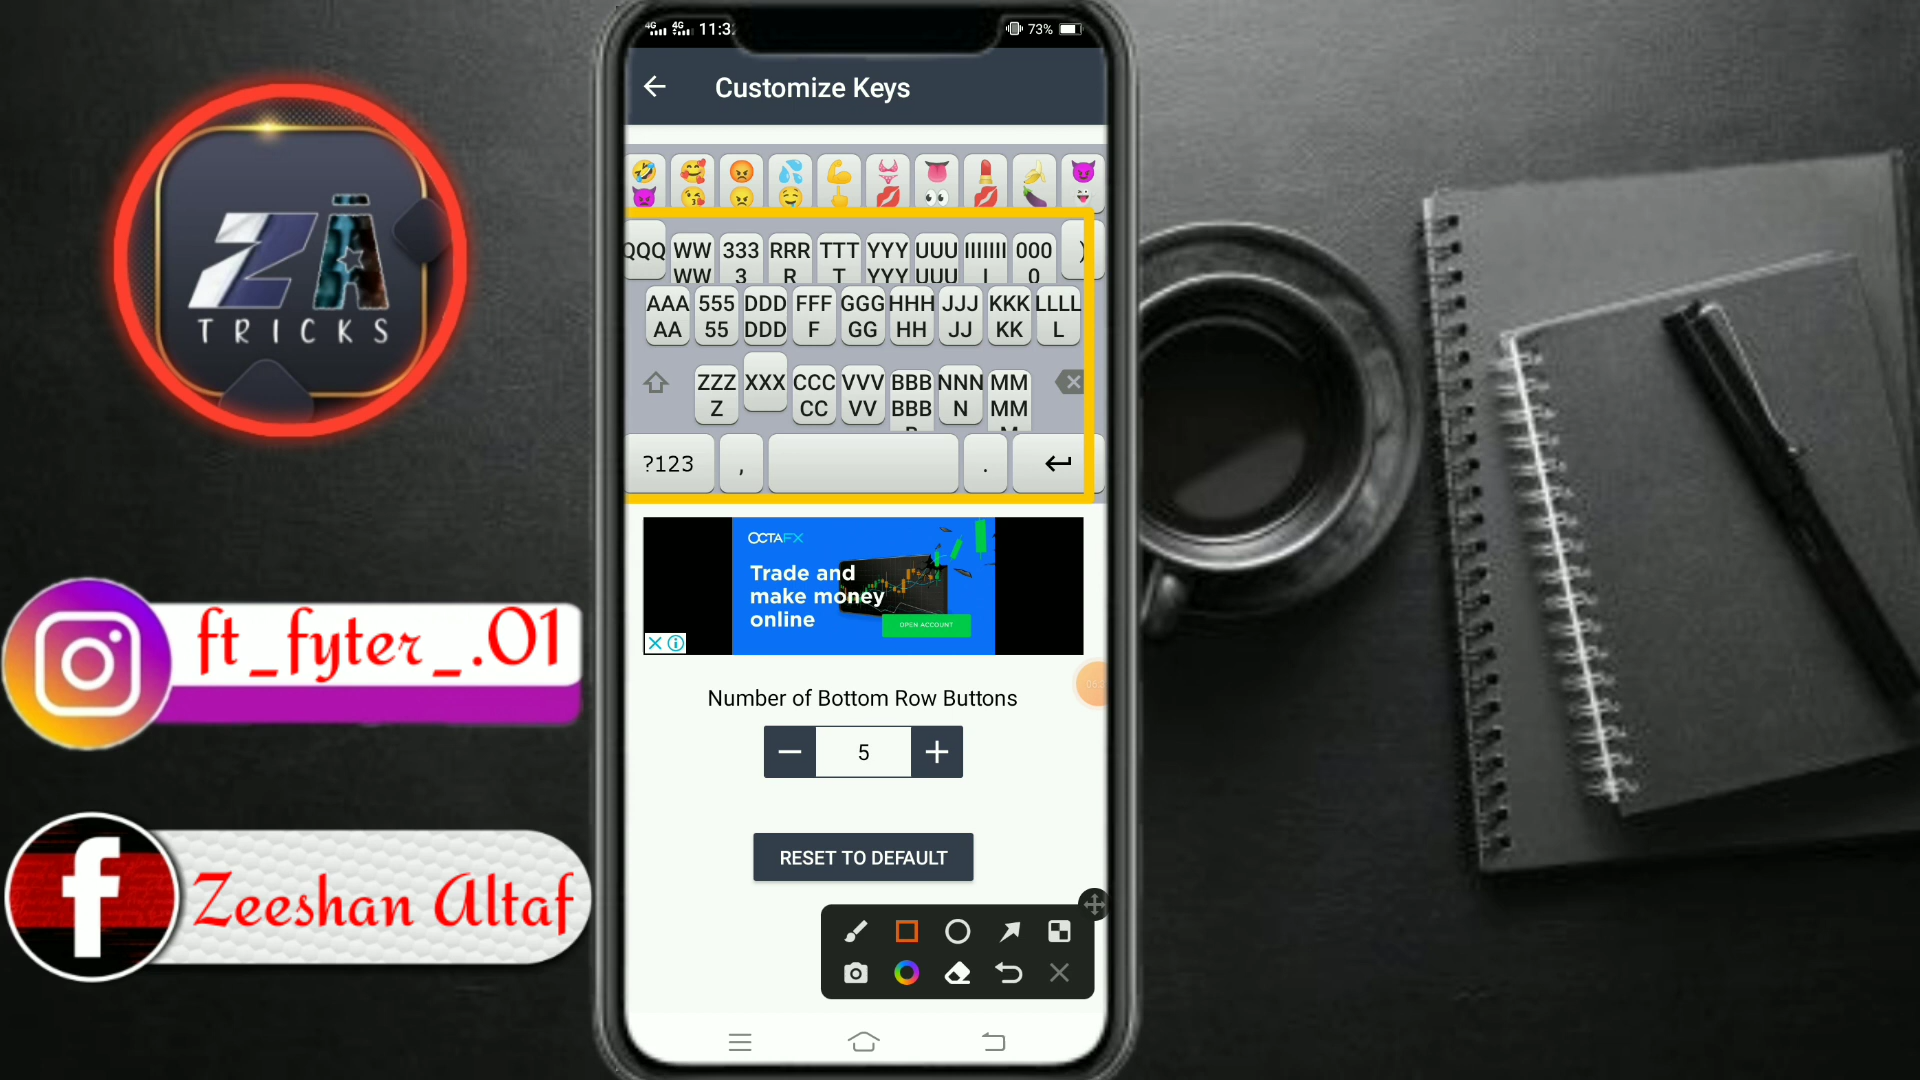 4G 4G 11:3
73%
Customize Keys
QQQ WW 333 RRR TTT YYY UUU IIIIIII 000 )
WW 3 R T YYY UUU I 0
AAA 555 DDD FFF GGG HHH JJJ KKK LLLL
AA 55 DDD F GG HH JJ KK L
ZZZ XXX CCC VVV BBB NNN MM
Z CC VV BBB N MM
?123 , .
OCTAFX
Trade and
make money
online
OPEN ACCOUNT
Number of Bottom Row Buttons
− 5 +
RESET TO DEFAULT
ZA
TRICKS
ft_fyter_.01
f
Zeeshan Altaf